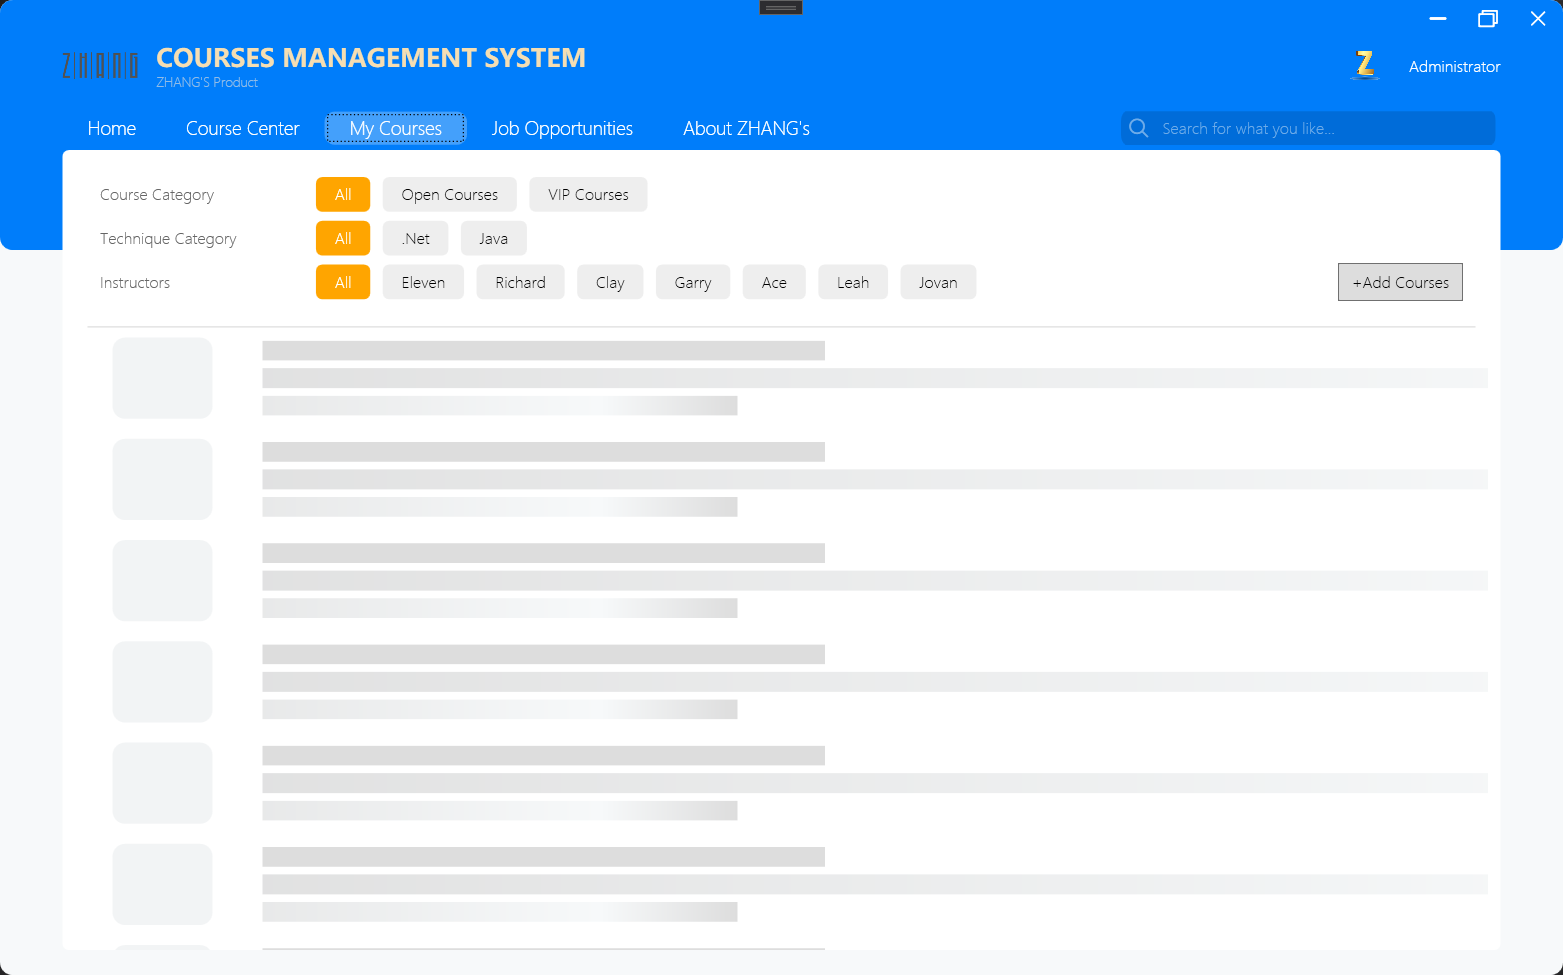 ZHANG
COURSES MANAGEMENT SYSTEM
ZHANG'S Product
Z
Administrator
Home
Course Center
My Courses
Job Opportunities
About ZHANG's
Search for what you like...
Course Category
All
Open Courses
VIP Courses
Technique Category
All
.Net
Java
Instructors
All
Eleven
Richard
Clay
Garry
Ace
Leah
Jovan
+Add Courses